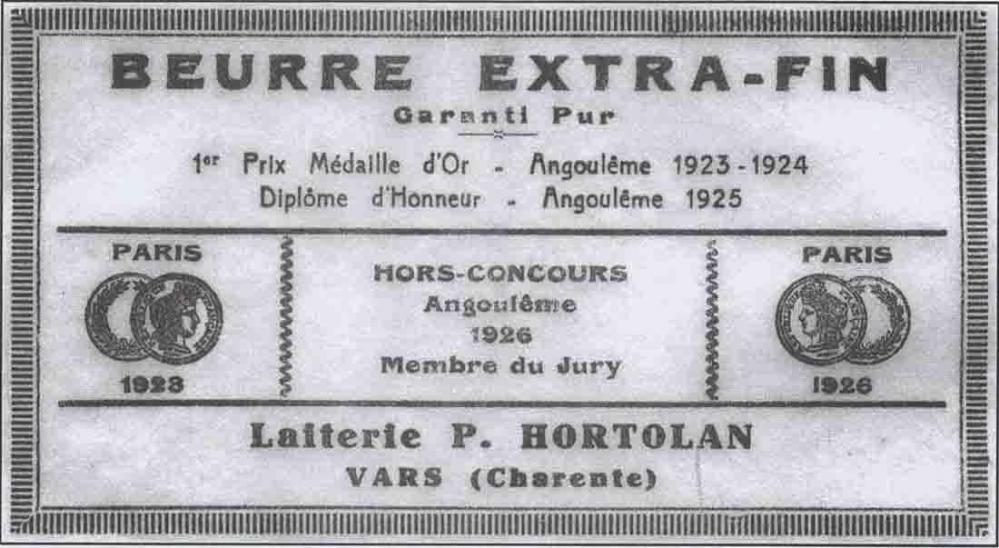 BEURRE EXTRA-FIN
Garanti Pur
1er Prix Médaille d'Or - Angoulême 1923-1924
Diplôme d'Honneur - Angoulême 1925
PARIS
1923
HORS-CONCOURS
Angoulême
1926
Membre du Jury
PARIS
1926
Laiterie P. HORTOLAN
VARS (Charente)